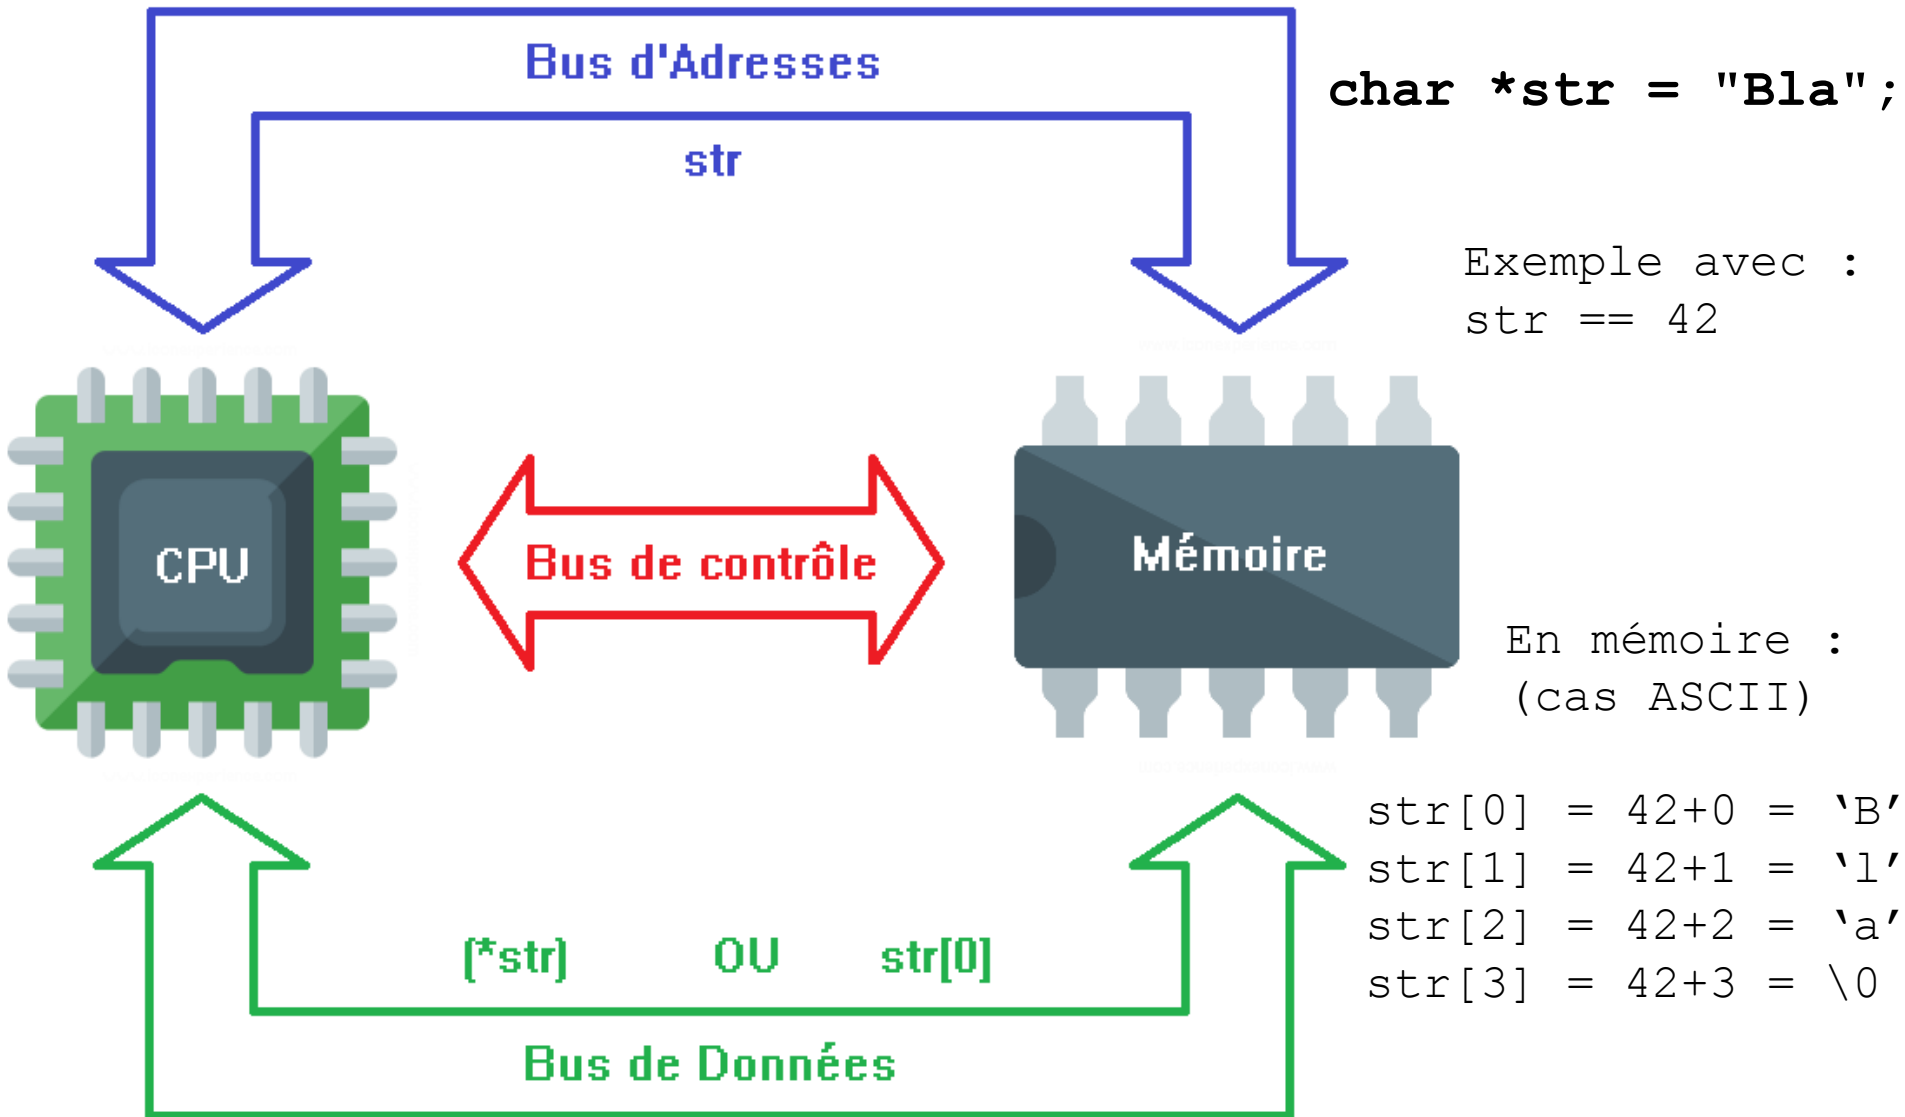 Bus d'Adresses
str
char *str = "Bla";
Exemple avec :
str == 42
CPU
Bus de contrôle
Mémoire
En mémoire :
(cas ASCII)
str[0] = 42+0 = ‵B′
str[1] = 42+1 = ‵l′
str[2] = 42+2 = ‵a′
str[3] = 42+3 = \0
(*str) OU str[0]
Bus de Données